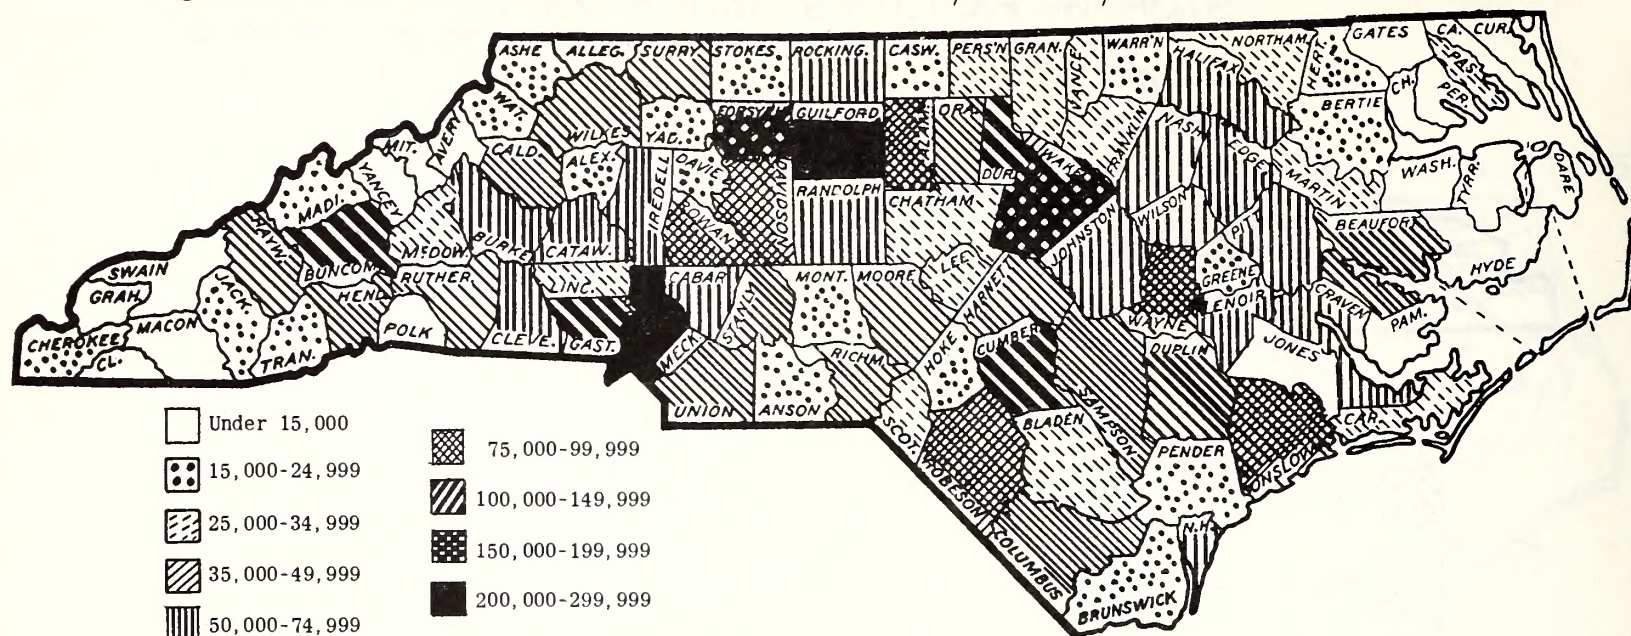 ASHE ALLEG. SURRY STOKES. ROCKING. CASW. PERS'N GRAN. VANCE WARR'N HALIFAX NORTHAM. HERT. GATES CA. CUR.
PAS. PER. CH. BERTIE
WAT. AVERY WILKES YAD. FORSYTH GUILFORD ALAM. ORA. DUR. WAKE FRANKLIN NASH EDGE. MARTIN WASH. TYRR. DARE
MIT. YANCEY CALD. ALEX. IREDELL DAVIE DAVIDSON RANDOLPH CHATHAM. WILSON PITT BEAUFORT HYDE
MADI. HAYW. BUNCOM. McDOW. BURKE CATAW. ROWAN JOHNSTON GREENE
SWAIN GRAH. JACK. HEND. RUTHER. LINC. CABAR. STANLY MONT. MOORE LEE HARNET. WAYNE LENOIR CRAVEN PAM.
CHEROKEE CL. MACON TRAN. POLK CLEVE. GAST. MECK. UNION ANSON RICHM. HOKE CUMBER. SAMPSON DUPLIN JONES CAR.
SCOT. ROBESON BLADEN PENDER ONSLOW
COLUMBUS BRUNSWICK N.H.
Under 15,000
15,000-24,999
25,000-34,999
35,000-49,999
50,000-74,999
75,000-99,999
100,000-149,999
150,000-199,999
200,000-299,999